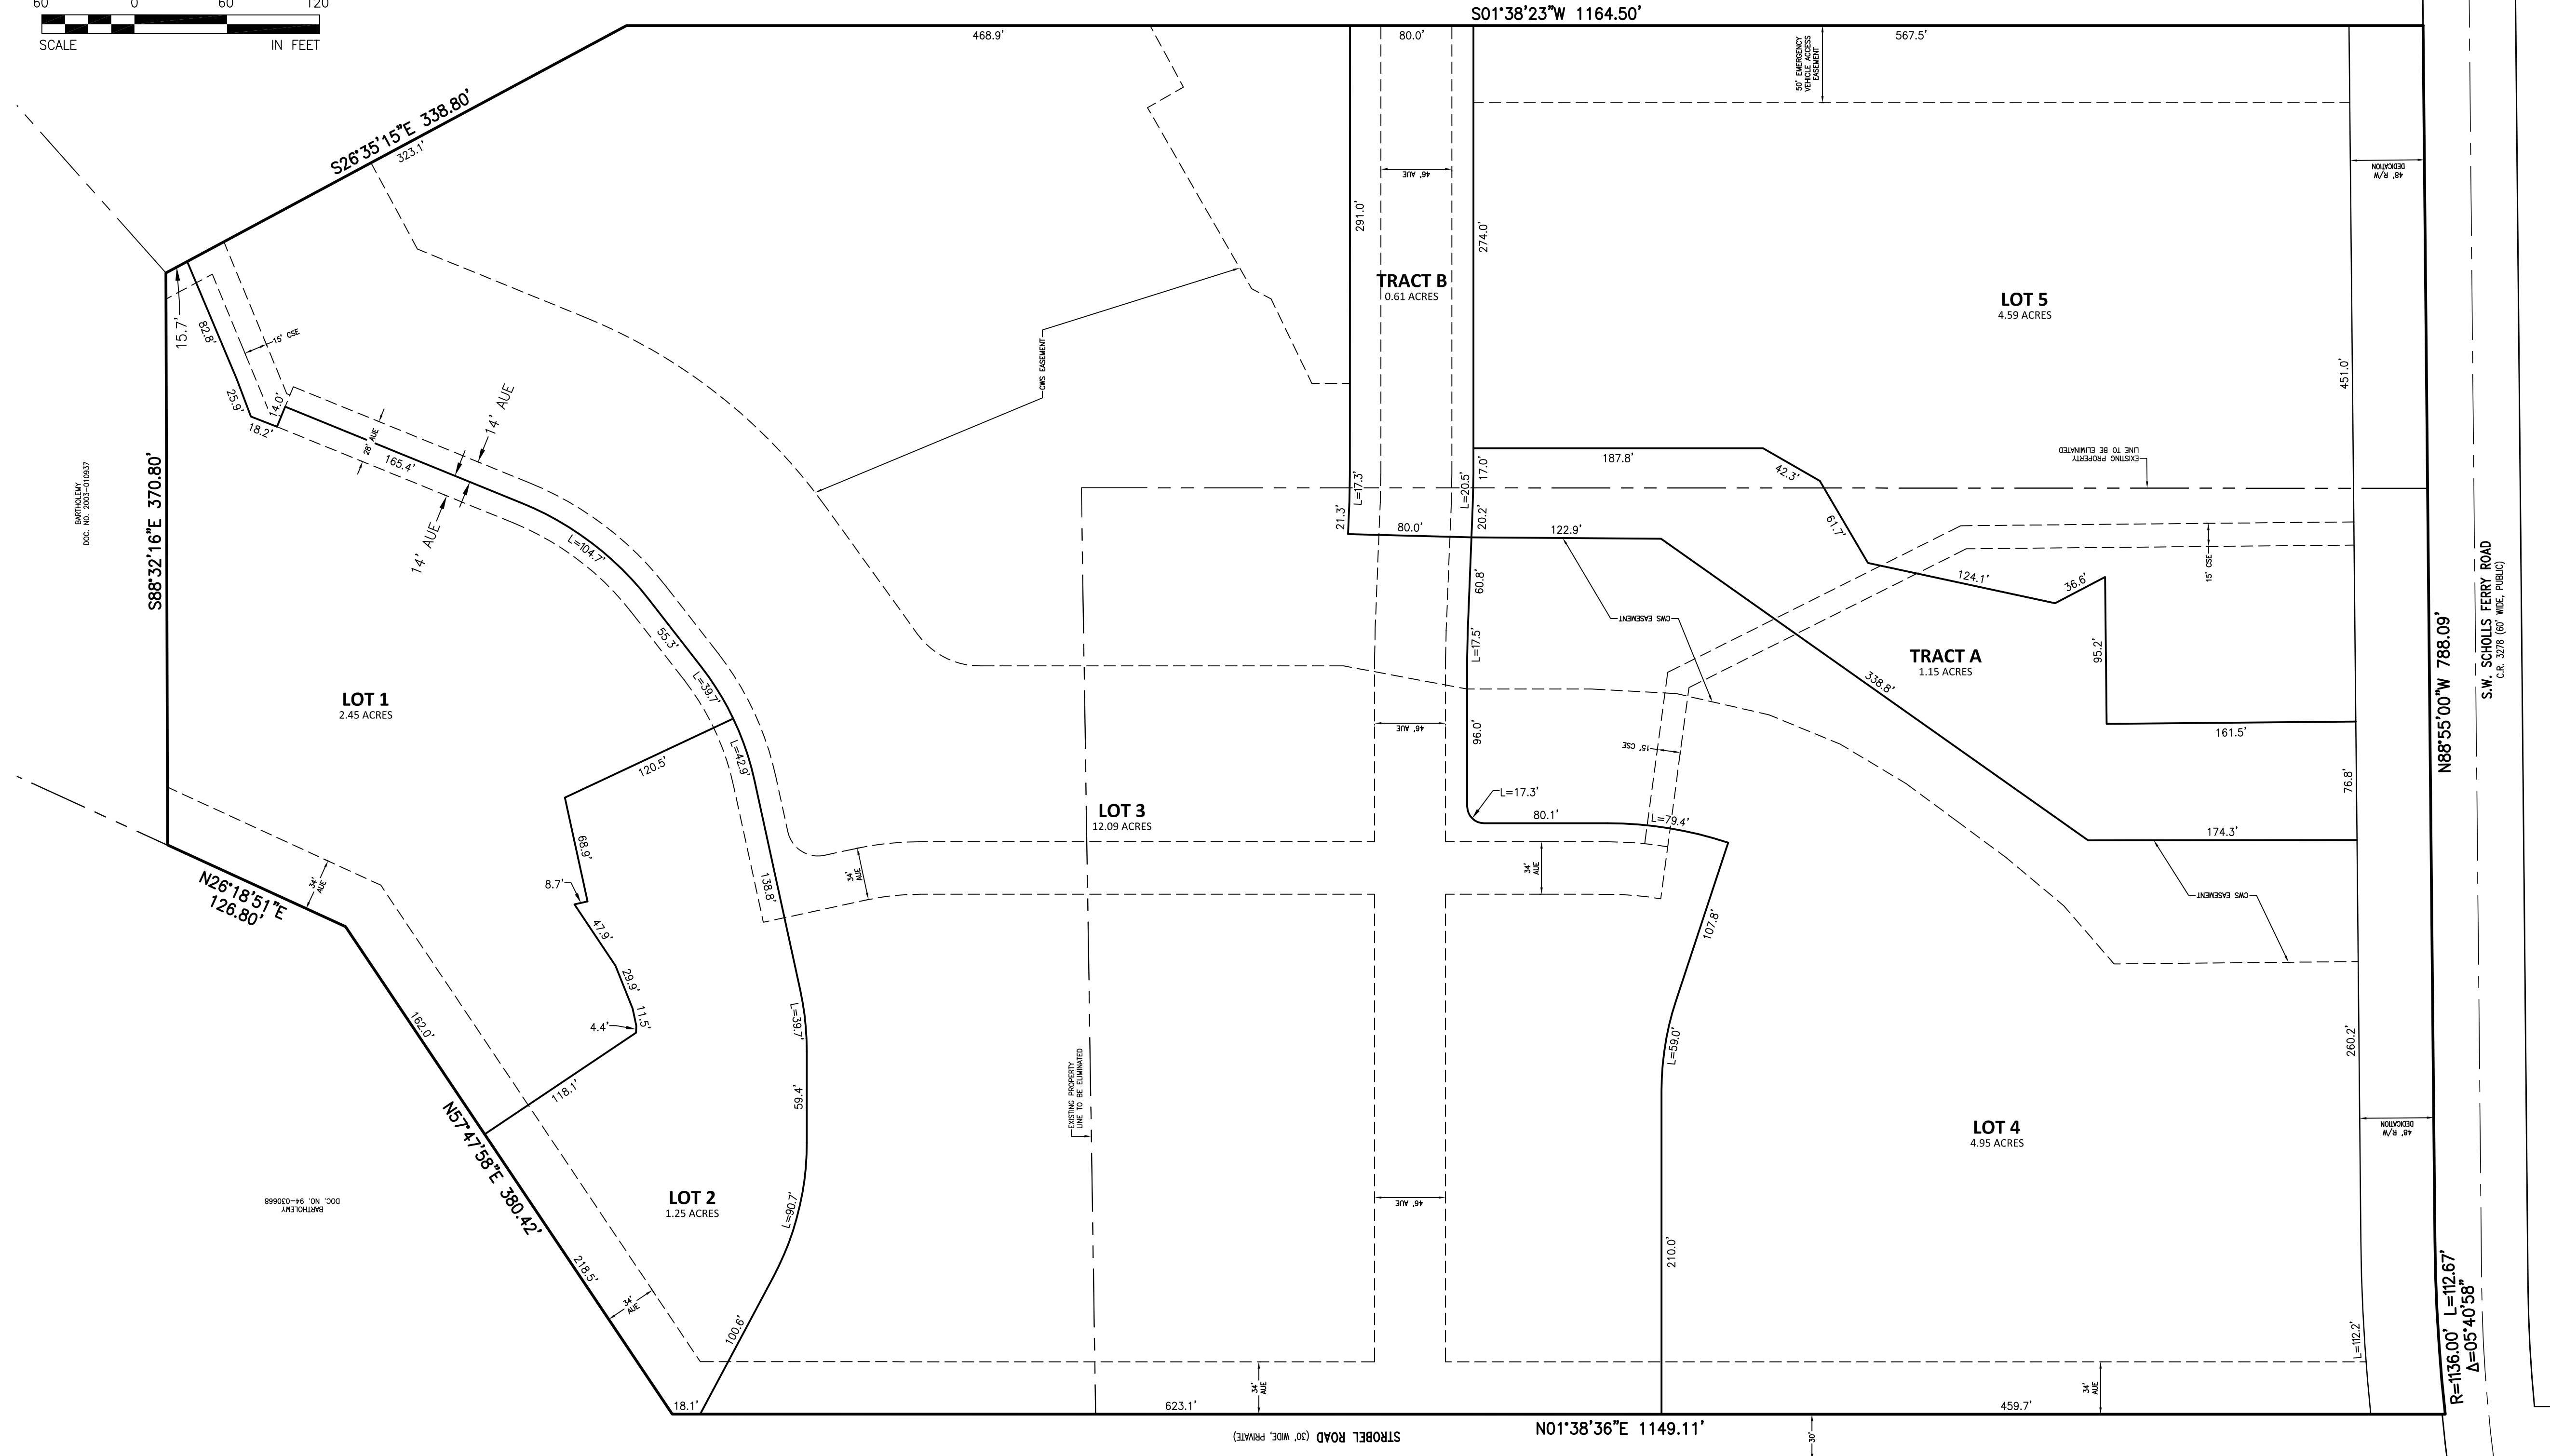 60 0 60 120
SCALE IN FEET
S01°38'23"W 1164.50'
468.9'
80.0'
567.5'
50' EMERGENCY
VEHICLE ACCESS
EASEMENT
48' R/W
DEDICATION
S26°35'15"E 338.80'
323.1'
46' AUE
291.0'
274.0'
TRACT B
0.61 ACRES
LOT 5
4.59 ACRES
15.7'
82.8'
15' CSE
25.9'
14.0'
18.2'
28' AUE
165.4'
14' AUE
14' AUE
CWS EASEMENT
451.0'
BARTHOLEMY
DOC. NO. 2003-010937
S88°32'16"E 370.80'
187.8'
42.3'
EXISTING PROPERTY
LINE TO BE ELIMINATED
L=17.3'
L=20.5'
17.0'
21.3'
80.0'
20.2'
122.9'
61.7'
L=104.7'
60.8'
124.1'
36.6'
15' CSE
CWS EASEMENT
55.3'
L=17.5'
95.2'
TRACT A
1.15 ACRES
338.8'
N88°55'00"W 788.09'
S.W. SCHOLLS FERRY ROAD
C.R. 3278 (60' WIDE, PUBLIC)
LOT 1
2.45 ACRES
L=39.7'
46' AUE
96.0'
15' CSE
161.5'
L=42.9'
120.5'
76.8'
L=17.3'
LOT 3
12.09 ACRES
80.1'
L=79.4'
174.3'
68.9'
34'
AUE
34'
AUE
34'
AUE
N26°18'51"E
126.80'
8.7'
138.8'
CWS EASEMENT
47.9'
107.8'
29.9'
11.5'
4.4'
162.0'
L=39.7'
L=59.0'
260.2'
118.1'
59.4'
EXISTING PROPERTY
LINE TO BE ELIMINATED
LOT 4
4.95 ACRES
48' R/W
DEDICATION
N57°47'58"E 380.42'
BARTHOLEMY
DOC. NO. 94-030668
LOT 2
1.25 ACRES
L=90.7'
46' AUE
210.0'
218.5'
34'
AUE
100.6'
L=112.2'
R=1136.00' L=112.67'
Δ=05°40'58"
34'
AUE
34'
AUE
18.1'
623.1'
459.7'
N01°38'36"E 1149.11'
STROBEL ROAD (30' WIDE, PRIVATE)
30'